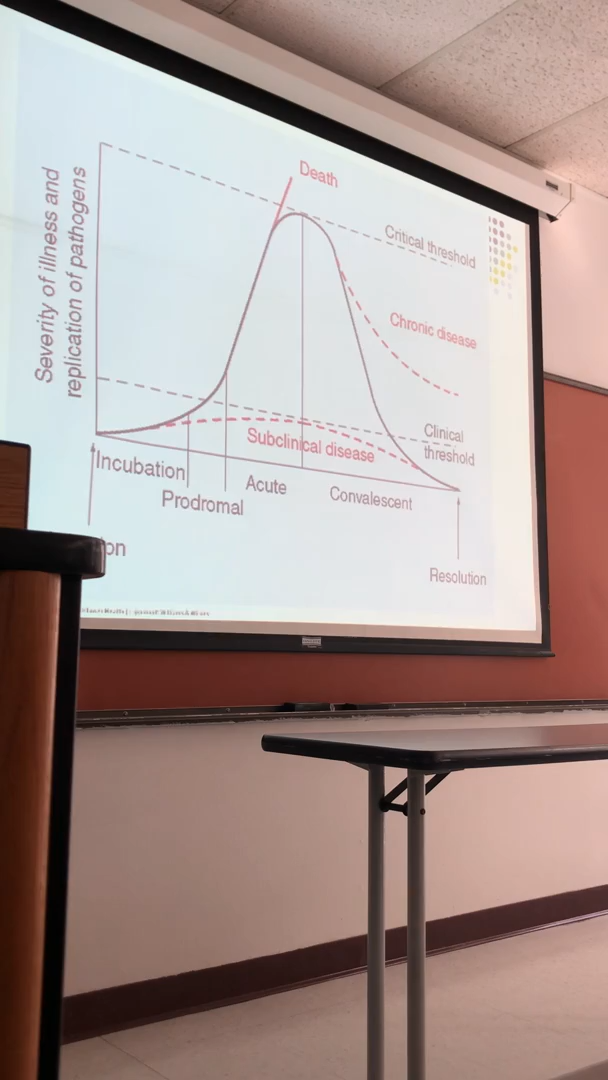 Death
Severity of illness and
replication of pathogens
Critical threshold
Chronic disease
Clinical
threshold
Subclinical disease
Incubation
Prodromal
Acute
Convalescent
Resolution